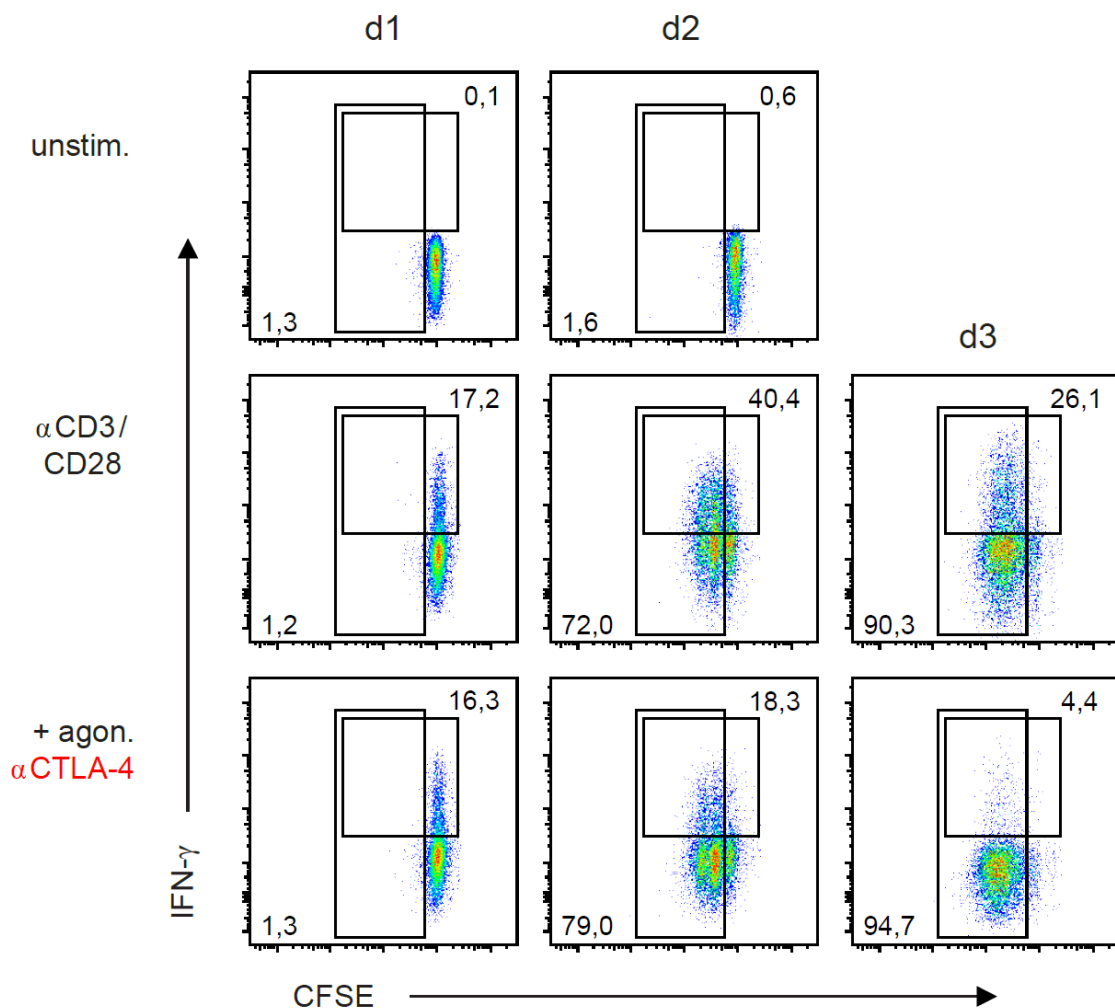 d1
d2
unstim.
0,1
1,3
0,6
1,6
d3
αCD3/
CD28
17,2
1,2
40,4
72,0
26,1
90,3
+ agon.
αCTLA-4
16,3
1,3
18,3
79,0
4,4
94,7
IFN-γ
CFSE